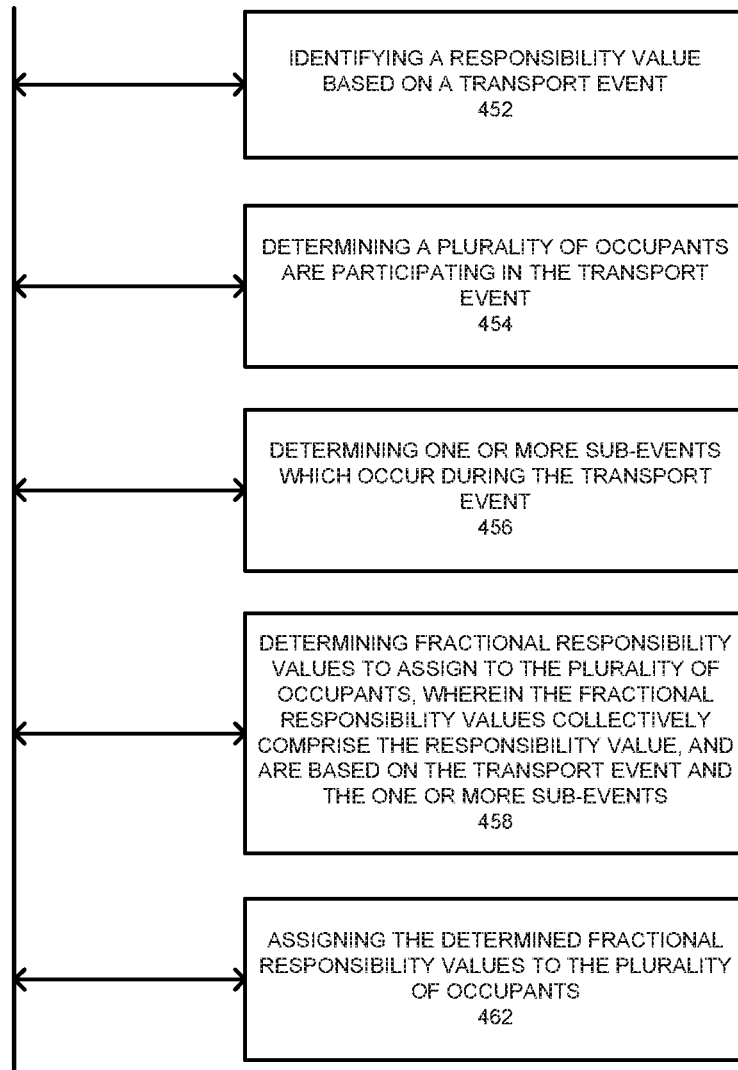 IDENTIFYING A RESPONSIBILITY VALUE
BASED ON A TRANSPORT EVENT
452
DETERMINING A PLURALITY OF OCCUPANTS
ARE PARTICIPATING IN THE TRANSPORT
EVENT
454
DETERMINING ONE OR MORE SUB-EVENTS
WHICH OCCUR DURING THE TRANSPORT
EVENT
456
DETERMINING FRACTIONAL RESPONSIBILITY
VALUES TO ASSIGN TO THE PLURALITY OF
OCCUPANTS, WHEREIN THE FRACTIONAL
RESPONSIBILITY VALUES COLLECTIVELY
COMPRISE THE RESPONSIBILITY VALUE, AND
ARE BASED ON THE TRANSPORT EVENT AND
THE ONE OR MORE SUB-EVENTS
458
ASSIGNING THE DETERMINED FRACTIONAL
RESPONSIBILITY VALUES TO THE PLURALITY
OF OCCUPANTS
462